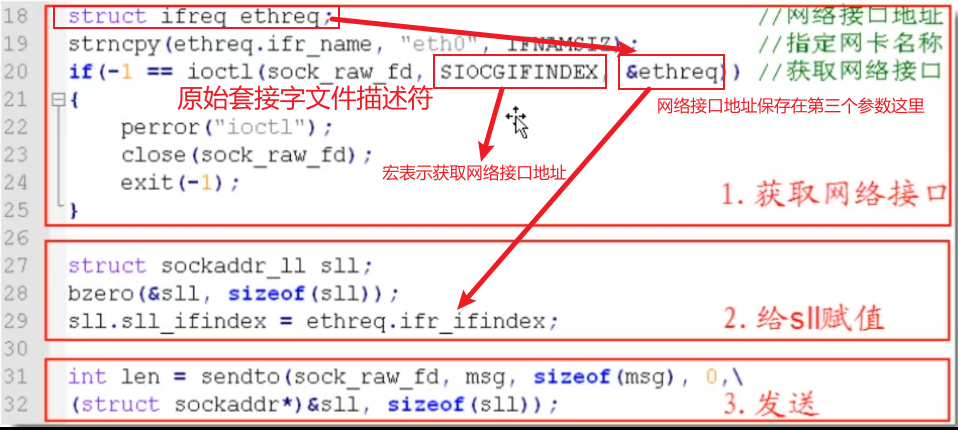 18 struct ifreq ethreq; //网络接口地址
19 strncpy(ethreq.ifr_name, "eth0", IFNAMSIZ); //指定网卡名称
20 if(-1 == ioctl(sock_raw_fd, SIOCGIFINDEX, &ethreq)) //获取网络接口
21 {
原始套接字文件描述符
网络接口地址保存在第三个参数这里
22 perror("ioctl");
23 close(sock_raw_fd);
宏表示获取网络接口地址
24 exit(-1);
1. 获取网络接口
25 }
26
27 struct sockaddr_ll sll;
28 bzero(&sll, sizeof(sll));
29 sll.sll_ifindex = ethreq.ifr_ifindex;
2. 给sll赋值
30
31 int len = sendto(sock_raw_fd, msg, sizeof(msg), 0,\
32 (struct sockaddr*)&sll, sizeof(sll));
3. 发送